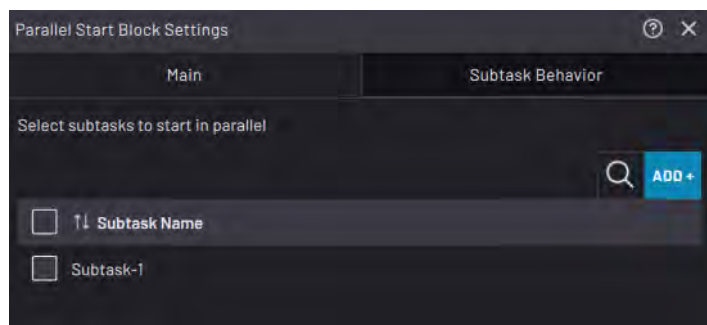 Parallel Start Block Settings
Main
Subtask Behavior
Select subtasks to start in parallel
ADD +
Subtask Name
Subtask-1